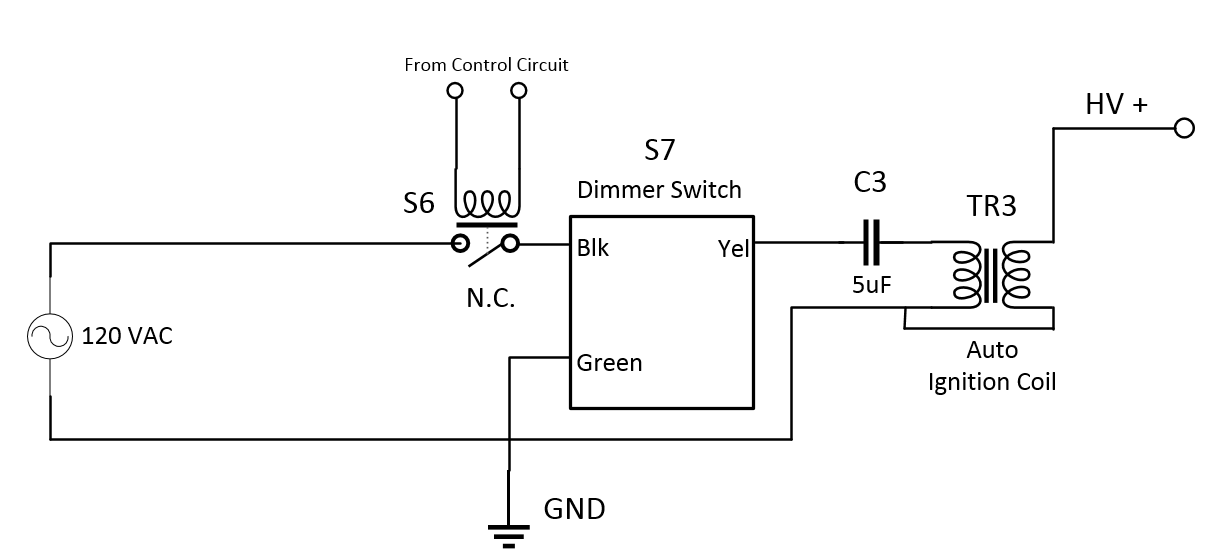 From Control Circuit
HV +
S7
Dimmer Switch
C3
S6
TR3
Blk
Yel
5uF
N.C.
120 VAC
Green
Auto
Ignition Coil
GND